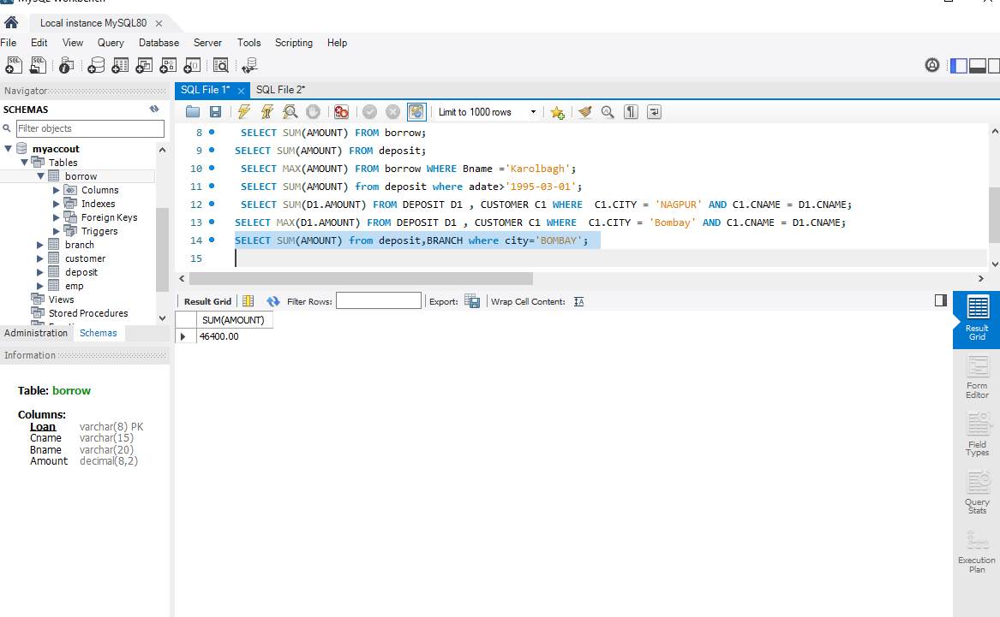 MySQL Workbench
Local instance MySQL80
File Edit View Query Database Server Tools Scripting Help
Navigator
SCHEMAS
Filter objects
myaccout
Tables
borrow
Columns
Indexes
Foreign Keys
Triggers
branch
customer
deposit
emp
Views
Stored Procedures
Administration Schemas
Information
Table: borrow
Columns:
Loan varchar(8) PK
Cname varchar(15)
Bname varchar(20)
Amount decimal(8,2)
SQL File 1* SQL File 2*
Limit to 1000 rows
8 SELECT SUM(AMOUNT) FROM borrow;
9 SELECT SUM(AMOUNT) FROM deposit;
10 SELECT MAX(AMOUNT) FROM borrow WHERE Bname ='Karolbagh';
11 SELECT SUM(AMOUNT) from deposit where adate>'1995-03-01';
12 SELECT SUM(D1.AMOUNT) FROM DEPOSIT D1 , CUSTOMER C1 WHERE C1.CITY = 'NAGPUR' AND C1.CNAME = D1.CNAME;
13 SELECT MAX(D1.AMOUNT) FROM DEPOSIT D1 , CUSTOMER C1 WHERE C1.CITY = 'Bombay' AND C1.CNAME = D1.CNAME;
14 SELECT SUM(AMOUNT) from deposit,BRANCH where city='BOMBAY';
15
Result Grid Filter Rows: Export: Wrap Cell Content:
SUM(AMOUNT)
46400.00
Result
Grid
Form
Editor
Field
Types
Query
Stats
Execution
Plan